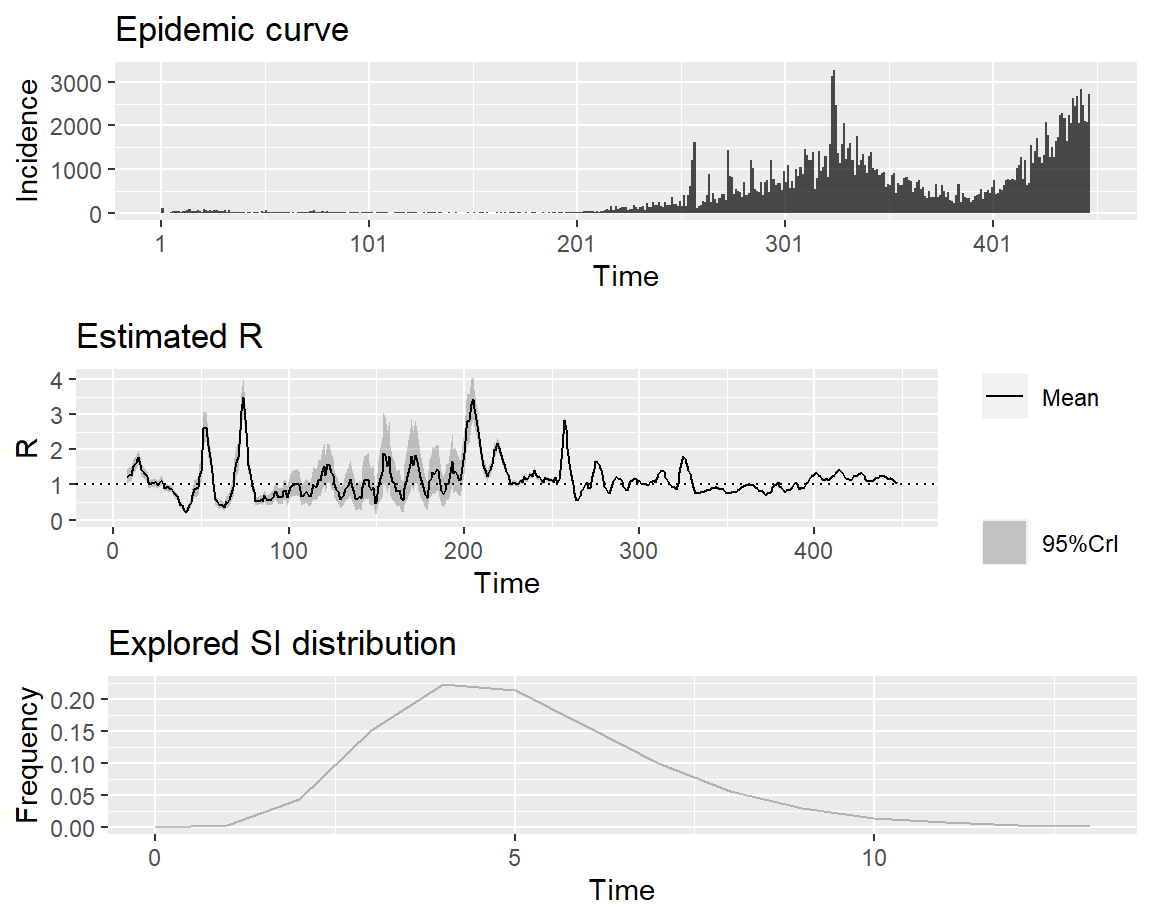 Epidemic curve
3000
2000
1000
0
Incidence
1 101 201 301 401
Time
Estimated R
4
3
2
1
0
R
0 100 200 300 400
Time
Mean
95%CrI
Explored SI distribution
0.20
0.15
0.10
0.05
0.00
Frequency
0 5 10
Time